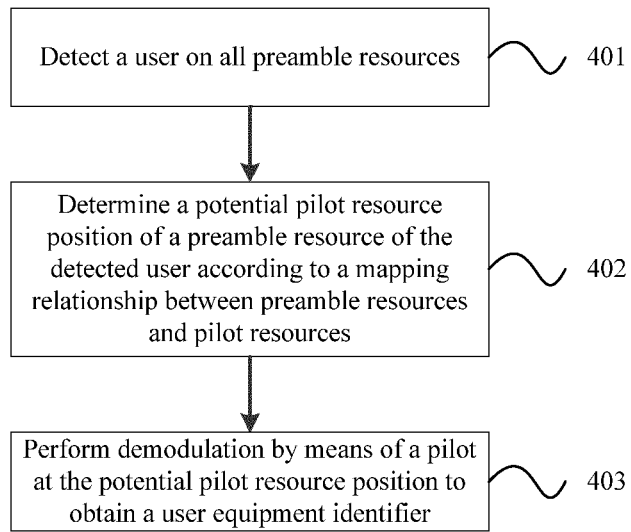 Detect a user on all preamble resources
401
Determine a potential pilot resource
position of a preamble resource of the
detected user according to a mapping
relationship between preamble resources
and pilot resources
402
Perform demodulation by means of a pilot
at the potential pilot resource position to
obtain a user equipment identifier
403